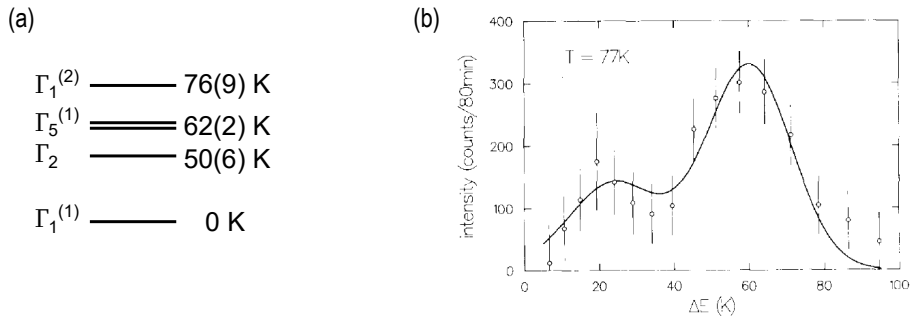 (a)
Γ₁⁽²⁾ 76(9) K
Γ₅⁽¹⁾ 62(2) K
Γ₂ 50(6) K
Γ₁⁽¹⁾ 0 K
(b)
T = 77K
intensity (counts/80min)
400
300
200
100
0
0 20 40 60 80 100
ΔE (K)